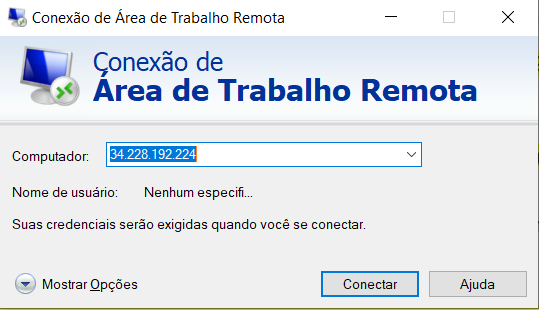 Conexão de Área de Trabalho Remota
Conexão de
Área de Trabalho Remota
Computador: 34.228.192.224
Nome de usuário: Nenhum especifi...
Suas credenciais serão exigidas quando você se conectar.
Mostrar Opções Conectar Ajuda